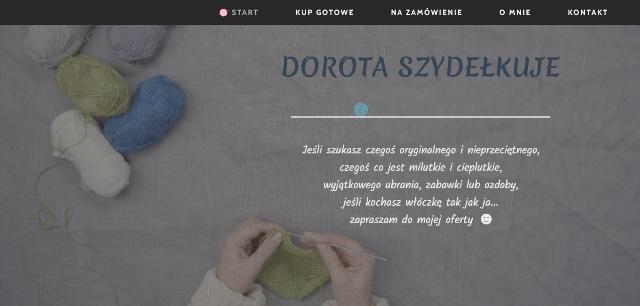 START KUP GOTOWE NA ZAMÓWIENIE O MNIE KONTAKT
DOROTA SZYDEŁKUJE
Jeśli szukasz czegoś oryginalnego i nieprzeciętnego,
czegoś co jest milutkie i cieplutkie,
wyjątkowego ubrania, zabawki lub ozdoby,
jeśli kochasz włóczkę tak jak ja...
zapraszam do mojej oferty